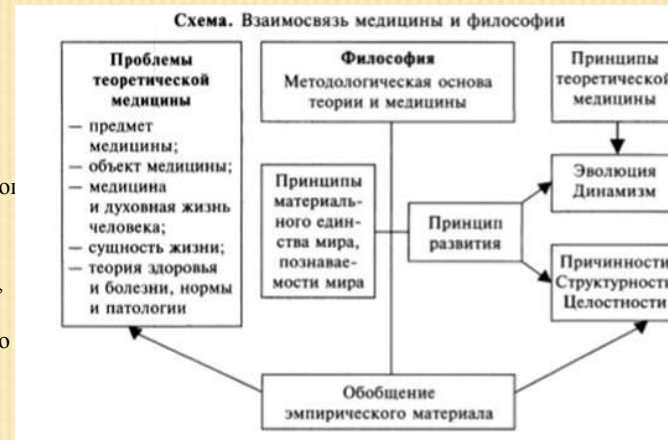 Схема. Взаимосвязь медицины и философии
Проблемы
теоретической
медицины
— предмет
медицины;
— объект медицины;
— медицина
и духовная жизнь
человека;
— сущность жизни;
— теория здоровья
и болезни, нормы
и патологии
Философия
Методологическая основа
теории и медицины
Принципы
теоретической
медицины
Принципы
материаль-
ного един-
ства мира,
познавае-
мости мира
Принцип
развития
Эволюция
Динамизм
Причинности
Структурности
Целостности
Обобщение
эмпирического материала